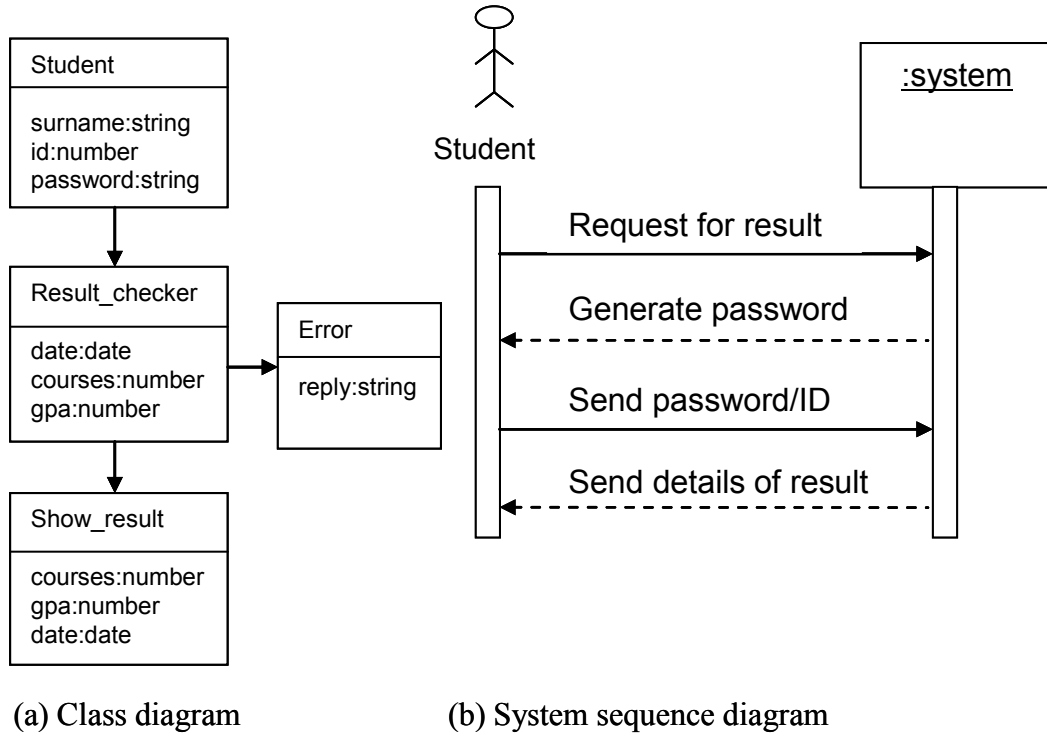 Student
surname:string
id:number
password:string
Result_checker
date:date
courses:number
gpa:number
Error
reply:string
Show_result
courses:number
gpa:number
date:date
(a) Class diagram
Student
:system
Request for result
Generate password
Send password/ID
Send details of result
(b) System sequence diagram